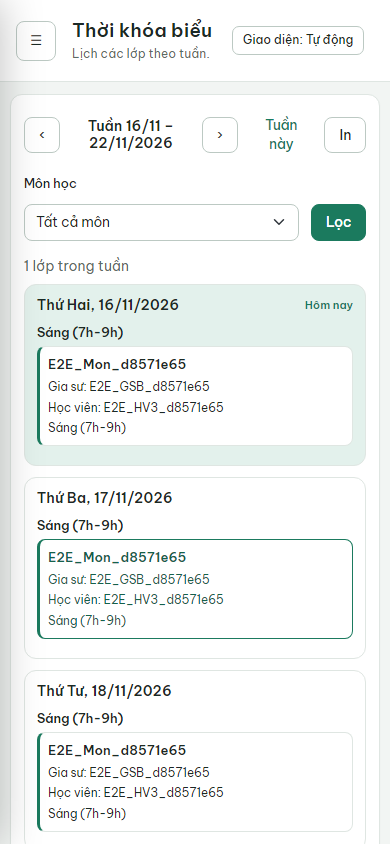 ☰
Thời khóa biểu
Lịch các lớp theo tuần.
Giao diện: Tự động
‹
Tuần 16/11 –
22/11/2026
›
Tuần
này
In
Môn học
Tất cả môn
Lọc
1 lớp trong tuần
Thứ Hai, 16/11/2026
Hôm nay
Sáng (7h-9h)
E2E_Mon_d8571e65
Gia sư: E2E_GSB_d8571e65
Học viên: E2E_HV3_d8571e65
Sáng (7h-9h)
Thứ Ba, 17/11/2026
Sáng (7h-9h)
E2E_Mon_d8571e65
Gia sư: E2E_GSB_d8571e65
Học viên: E2E_HV3_d8571e65
Sáng (7h-9h)
Thứ Tư, 18/11/2026
Sáng (7h-9h)
E2E_Mon_d8571e65
Gia sư: E2E_GSB_d8571e65
Học viên: E2E_HV3_d8571e65
Sáng (7h-9h)